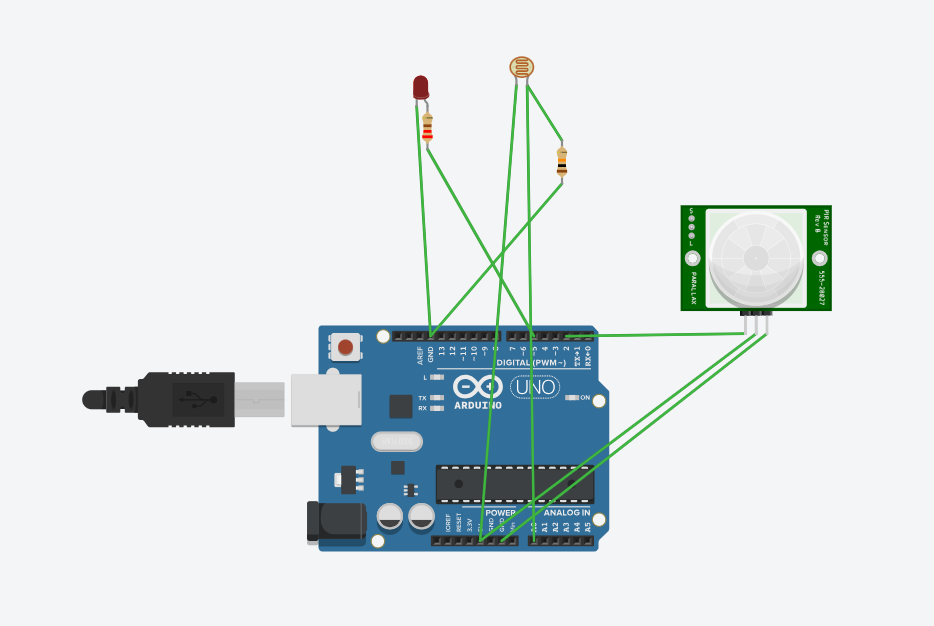 S
L
PIR Sensor
Rev B
PARALLAX
555-28027
AREF
GND
13
12
~11
~10
~9
8
7
~6
~5
4
~3
2
TX→1
RX←0
DIGITAL (PWM~)
L
TX
RX
UNO
ARDUINO
ON
POWER
ANALOG IN
IOREF
RESET
3.3V
5V
GND
GND
Vin
A0
A1
A2
A3
A4
A5